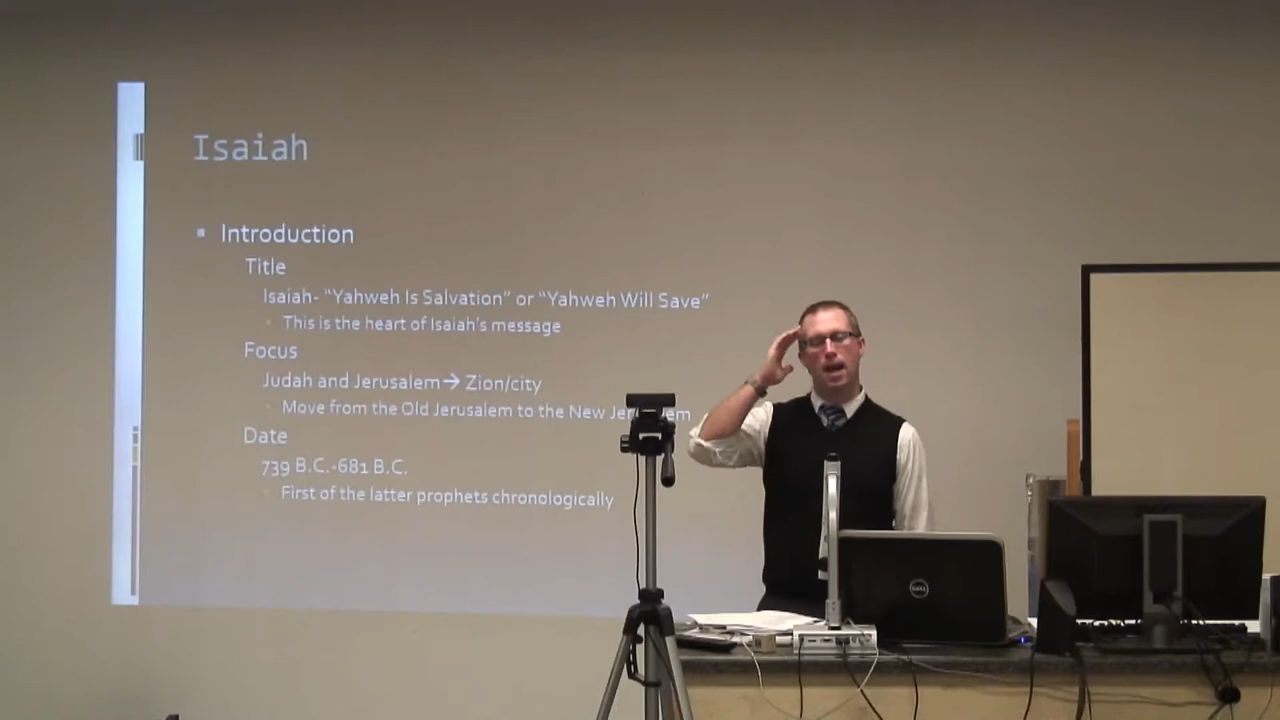 Isaiah
Introduction
Title
Isaiah- “Yahweh Is Salvation” or “Yahweh Will Save”
This is the heart of Isaiah’s message
Focus
Judah and Jerusalem→ Zion/city
Move from the Old Jerusalem to the New Jerusalem
Date
739 B.C.-681 B.C.
First of the latter prophets chronologically
DELL